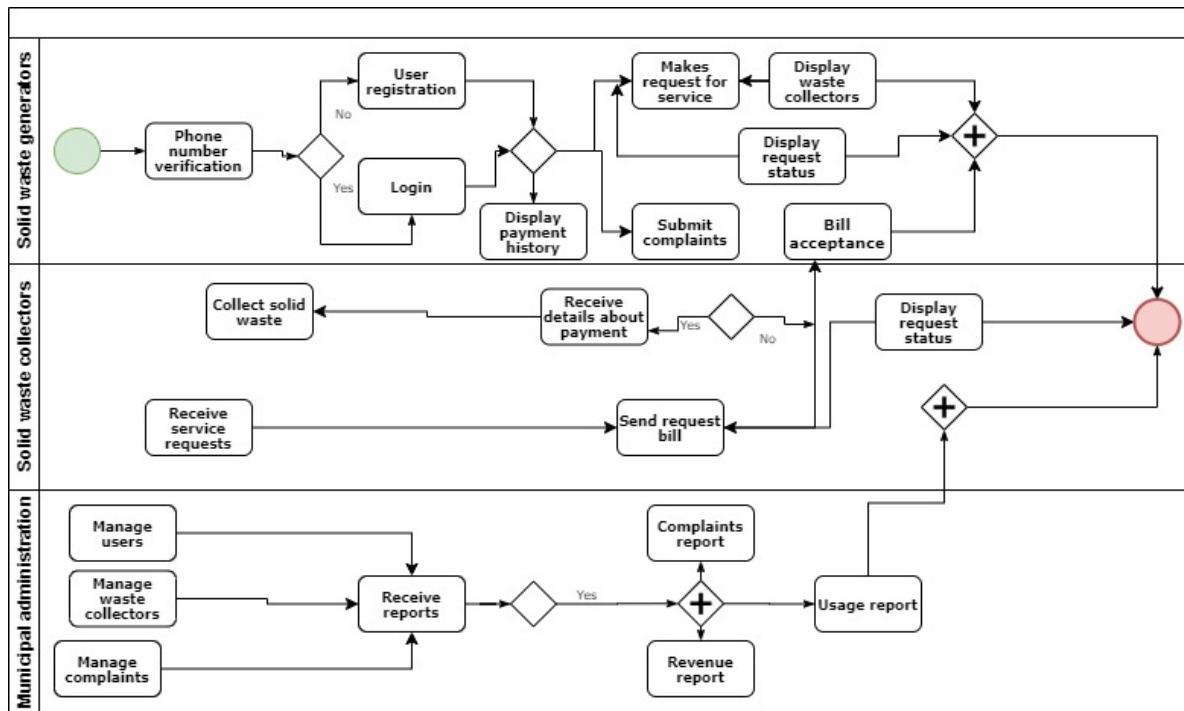 Solid waste generators
User
registration
Makes
request for
service
Display
waste
collectors
No
Phone
number
verification
Display
request
status
Yes
Login
Display
payment
history
Submit
complaints
Bill
acceptance
Solid waste collectors
Collect solid
waste
Receive
details about
payment
Yes
No
Display
request
status
Receive
service
requests
Send request
bill
Municipal administration
Manage
users
Complaints
report
Manage
waste
collectors
Receive
reports
Yes
Usage report
Manage
complaints
Revenue
report